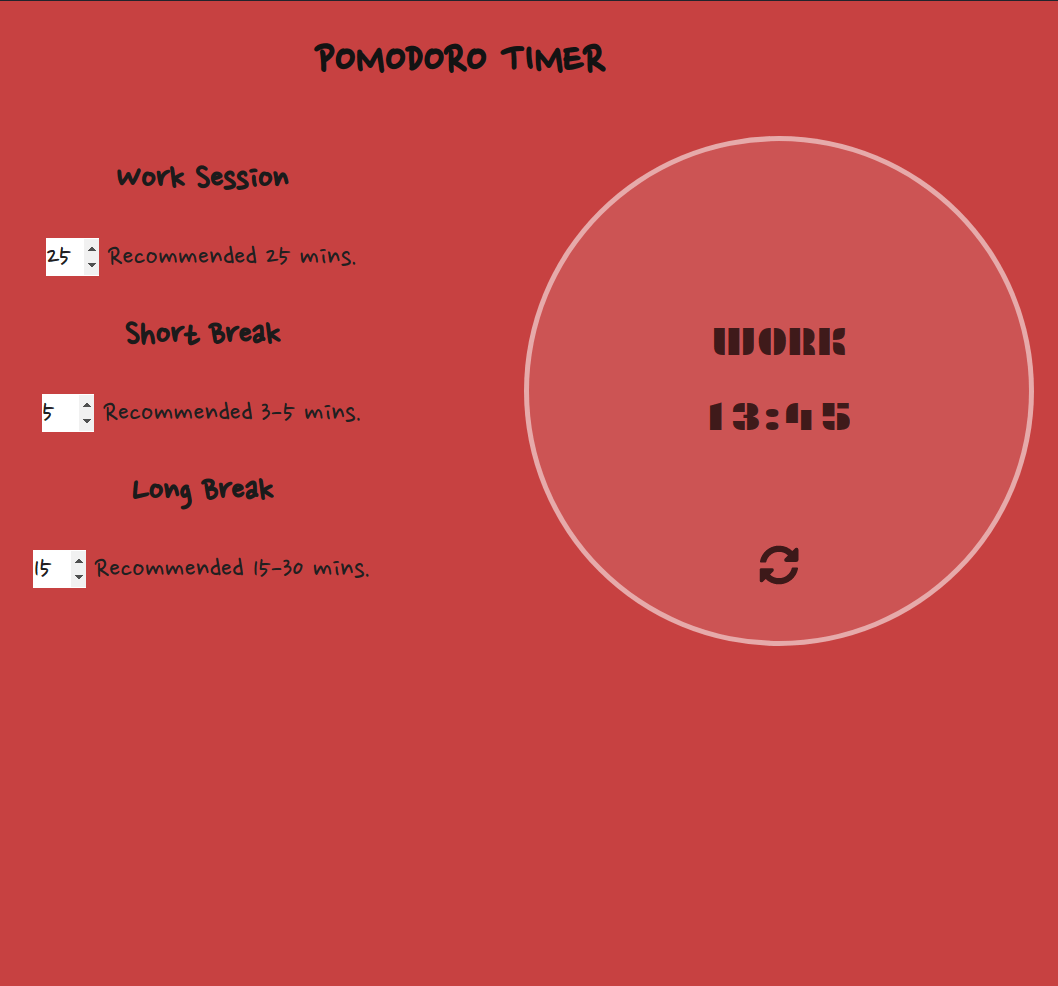 POMODORO TIMER
Work Session
25 Recommended 25 mins.
Short Break
5 Recommended 3-5 mins.
Long Break
15 Recommended 15-30 mins.
WORK
13:45